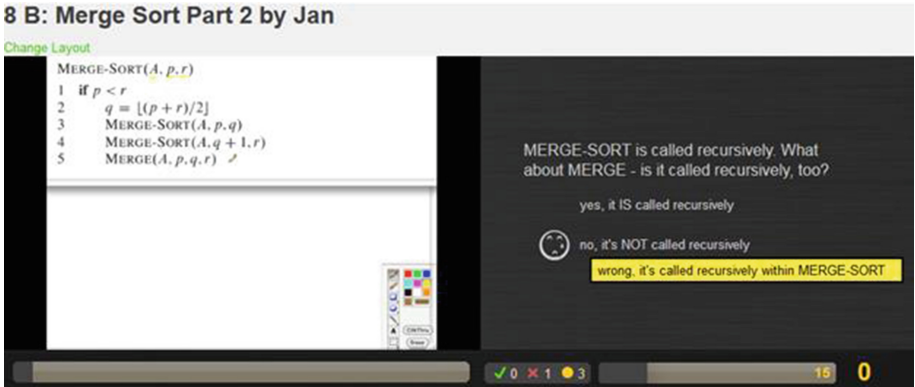 8 B: Merge Sort Part 2 by Jan
Change Layout
MERGE-SORT(A, p, r)
1 if p < r
2 q = ⌊(p + r)/2⌋
3 MERGE-SORT(A, p, q)
4 MERGE-SORT(A, q + 1, r)
5 MERGE(A, p, q, r)
MERGE-SORT is called recursively. What
about MERGE - is it called recursively, too?
yes, it IS called recursively
no, it's NOT called recursively
wrong, it's called recursively within MERGE-SORT
A
Erase
0 1 3
15
0